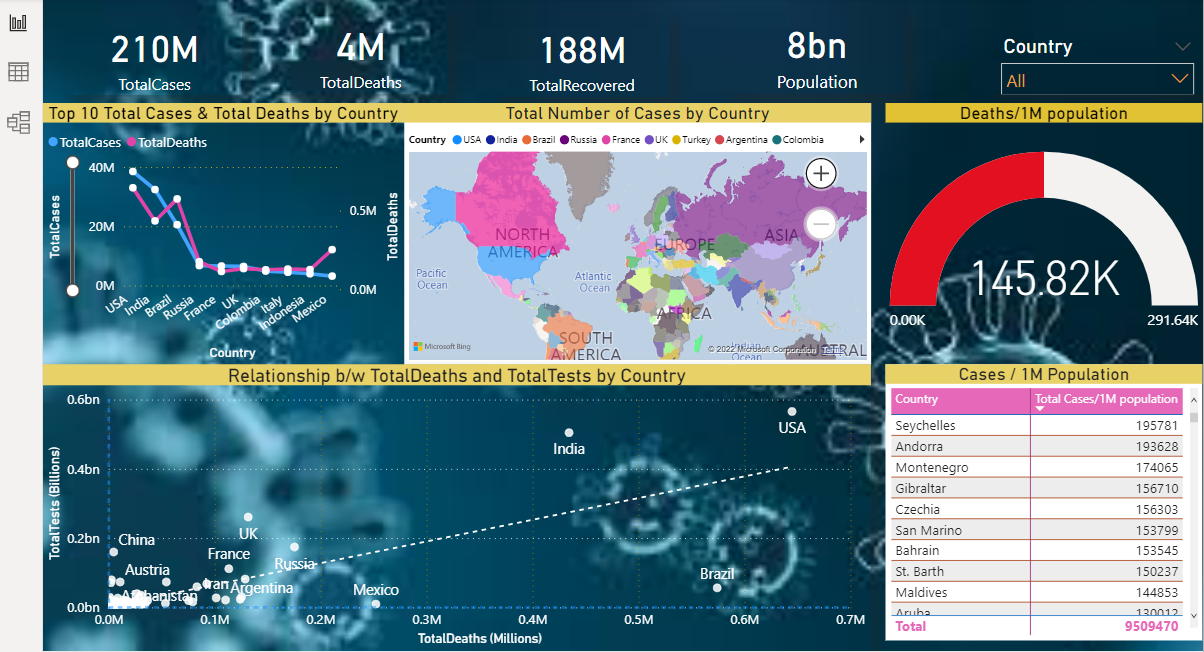 210M
TotalCases
4M
TotalDeaths
188M
TotalRecovered
8bn
Population
Country
All
Top 10 Total Cases & Total Deaths by Country
TotalCases TotalDeaths
TotalCases
40M
20M
0M
0.5M
0.0M
TotalDeaths
USA
India
Brazil
Russia
France
UK
Colombia
Italy
Indonesia
Mexico
Country
Total Number of Cases by Country
Country USA India Brazil Russia France UK Turkey Argentina Colombia
NORTH
AMERICA
EUROPE
ASIA
Pacific
Ocean
Atlantic
Ocean
AFRICA
SOUTH
AMERICA
Indian
Ocean
Microsoft Bing
© 2022 Microsoft Corporation Terms
Deaths/1M population
145.82K
0.00K
291.64K
Relationship b/w TotalDeaths and TotalTests by Country
TotalTests (Billions)
0.6bn
0.4bn
0.2bn
0.0bn
USA
India
UK
China
France
Russia
Austria
Iran
Argentina
Afghanistan
Mexico
Brazil
0.0M
0.1M
0.2M
0.3M
0.4M
0.5M
0.6M
0.7M
TotalDeaths (Millions)
Cases / 1M Population
Country Total Cases/1M population
Seychelles 195781
Andorra 193628
Montenegro 174065
Gibraltar 156710
Czechia 156303
San Marino 153799
Bahrain 153545
St. Barth 150237
Maldives 144853
Aruba 130012
Total 9509470